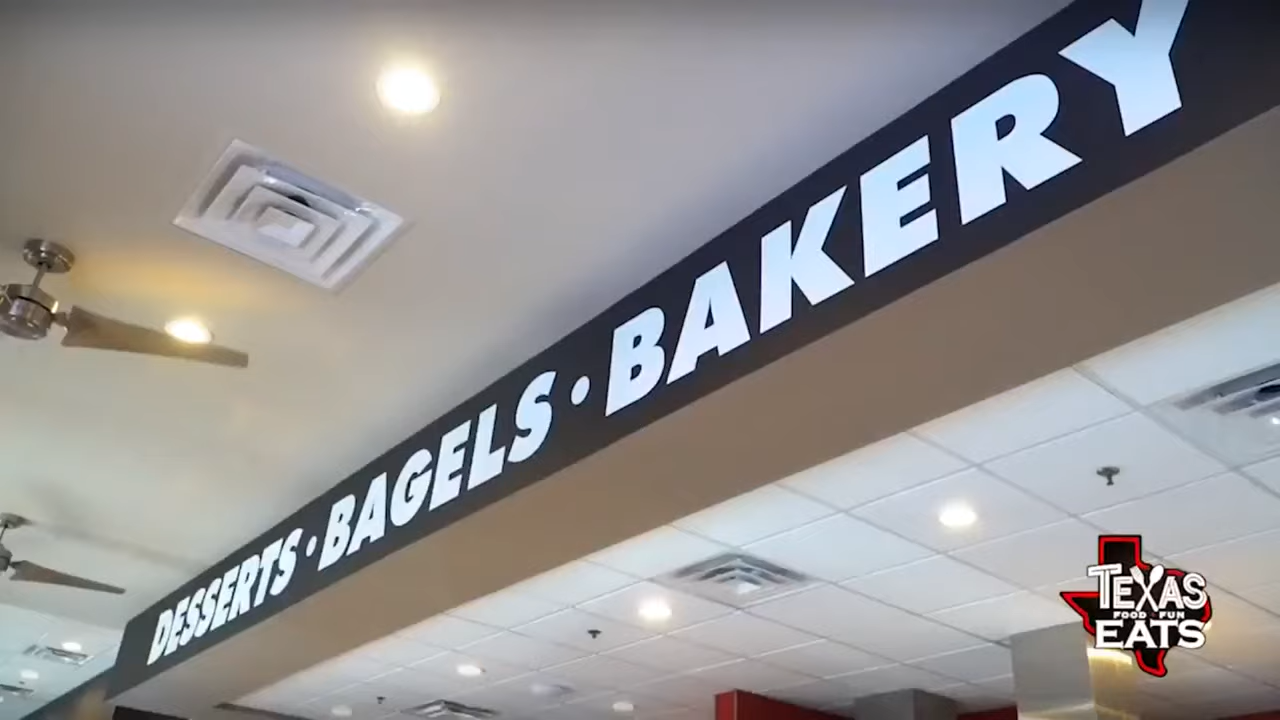 DESSERTS • BAGELS • BAKERY
TEXAS
FOOD FUN
EATS